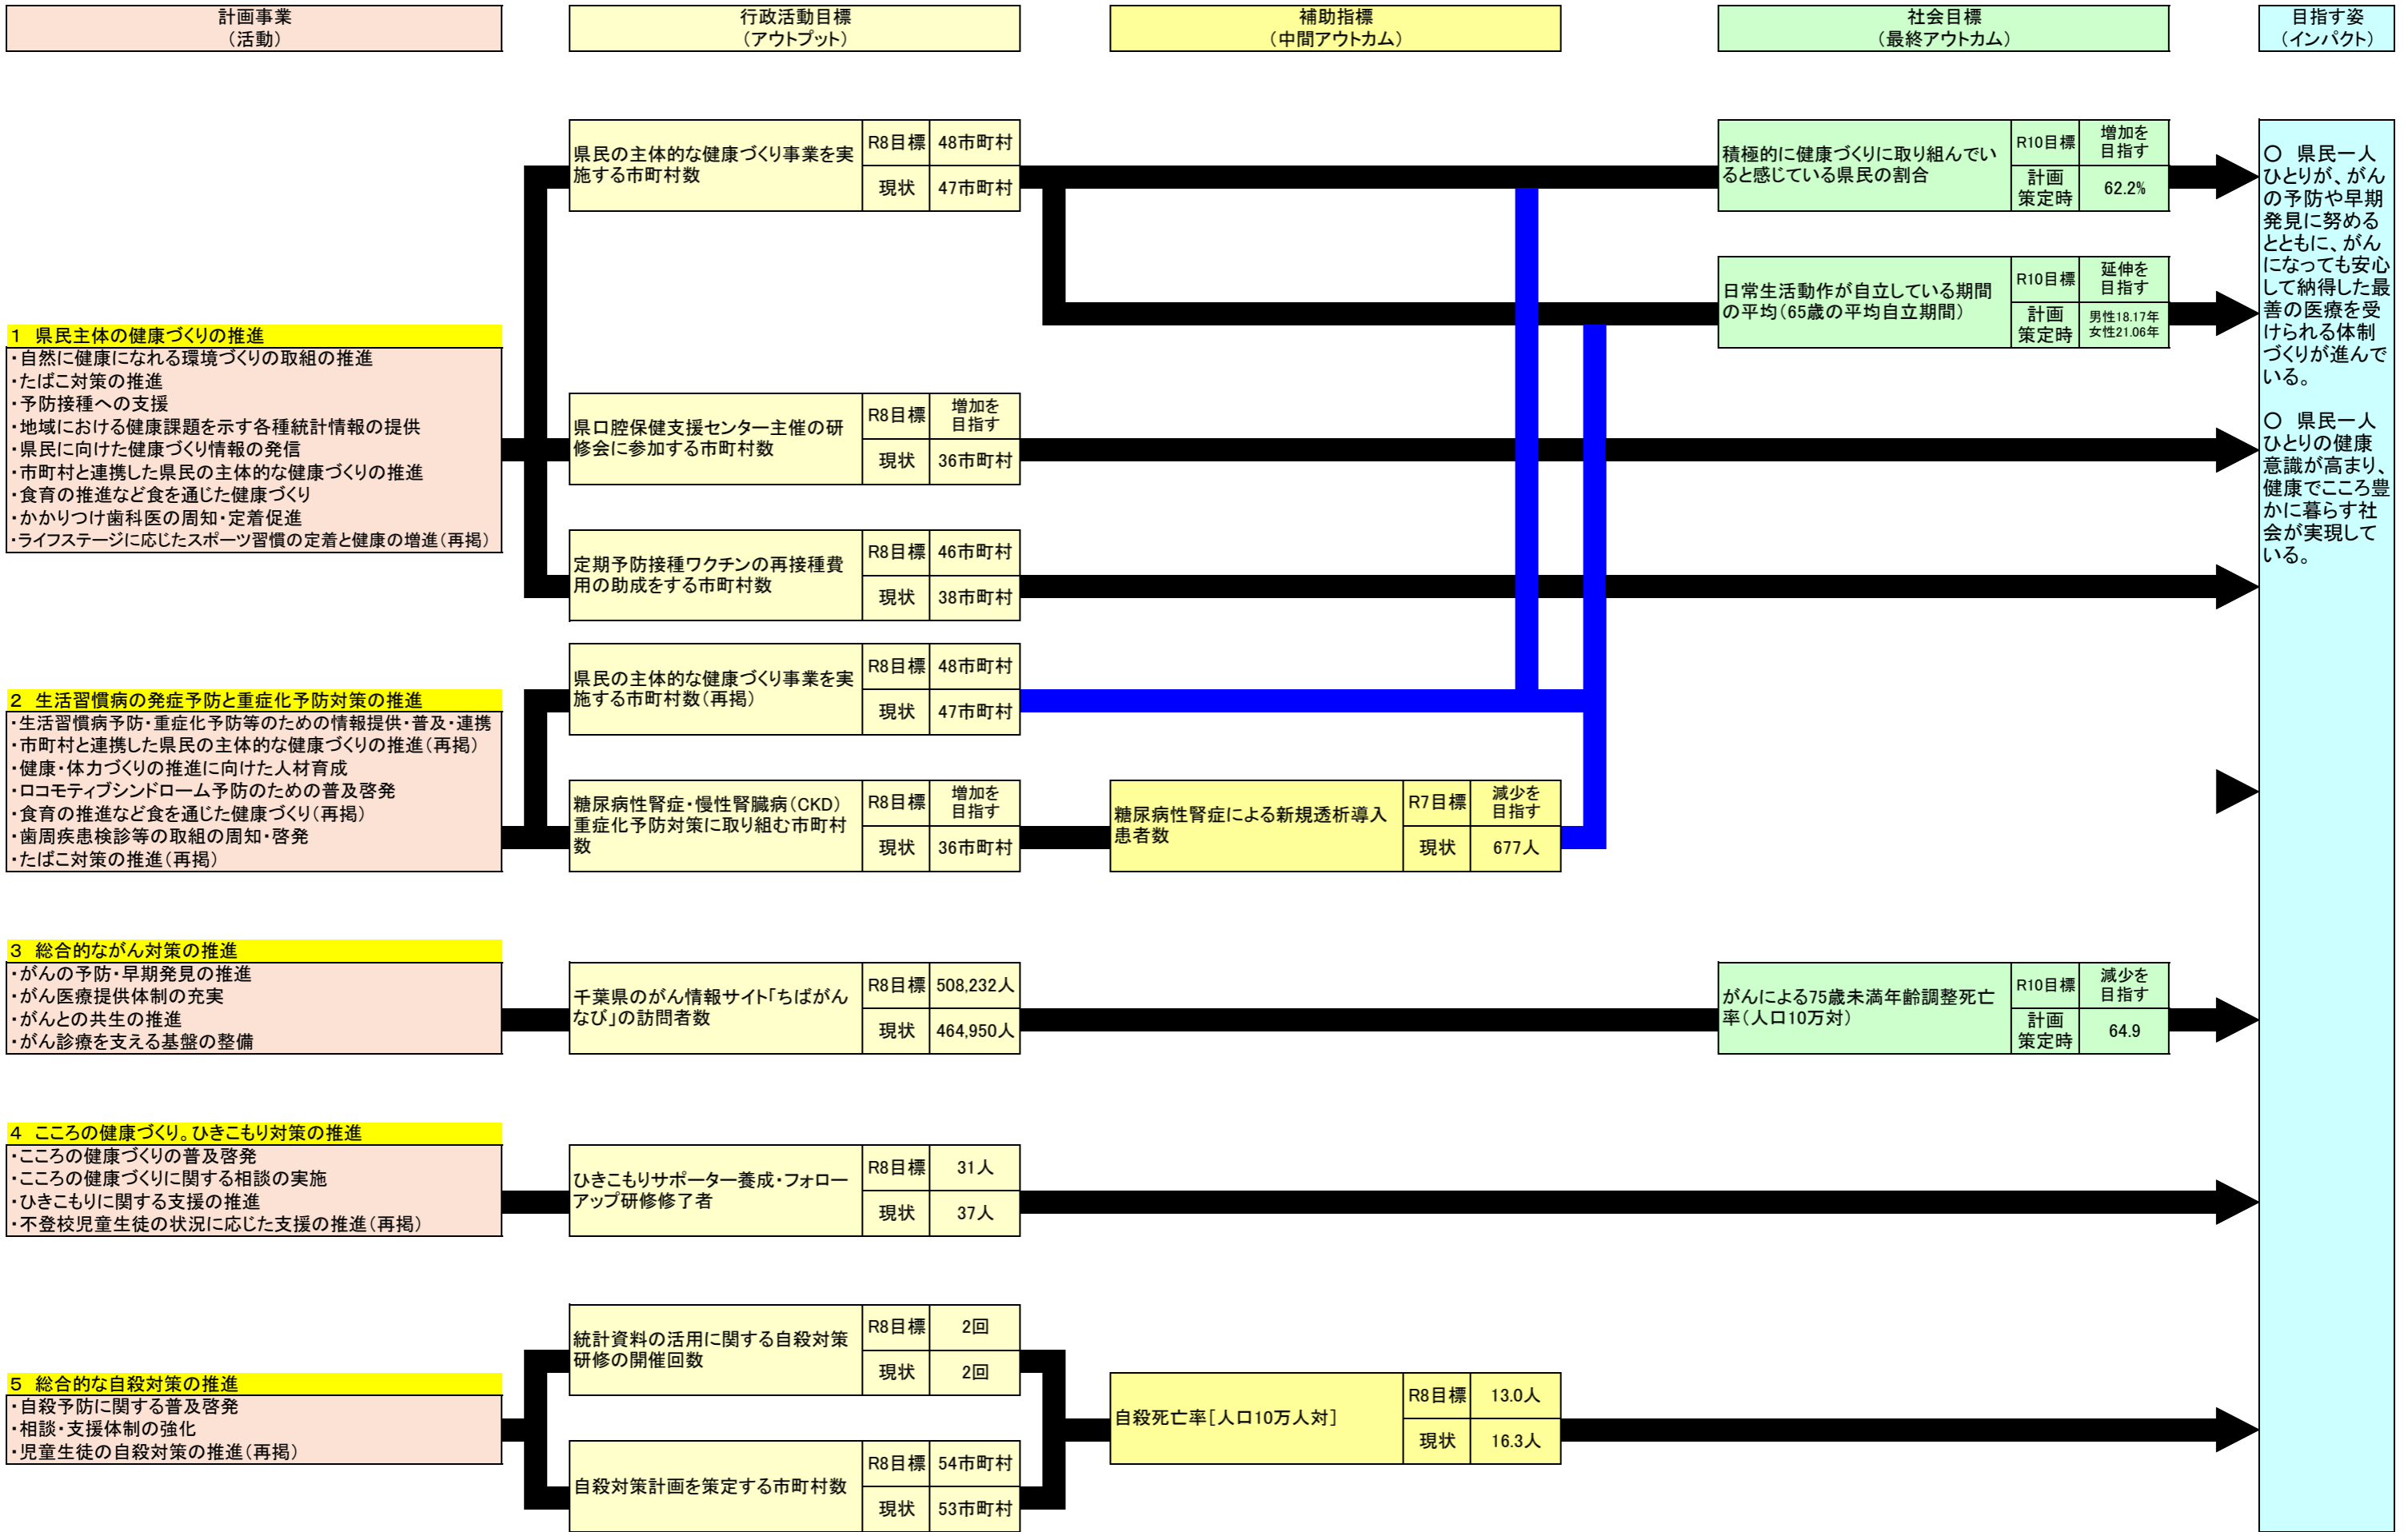 計画事業
（活動）
行政活動目標
（アウトプット）
補助指標
（中間アウトカム）
社会目標
（最終アウトカム）
目指す姿
（インパクト）
1　県民主体の健康づくりの推進
・自然に健康になれる環境づくりの取組の推進
・たばこ対策の推進
・予防接種への支援
・地域における健康課題を示す各種統計情報の提供
・県民に向けた健康づくり情報の発信
・市町村と連携した県民の主体的な健康づくりの推進
・食育の推進など食を通じた健康づくり
・かかりつけ歯科医の周知・定着促進
・ライフステージに応じたスポーツ習慣の定着と健康の増進（再掲）
県民の主体的な健康づくり事業を実
施する市町村数
R8目標
48市町村
現状
47市町村
県口腔保健支援センター主催の研
修会に参加する市町村数
R8目標
増加を
目指す
現状
36市町村
定期予防接種ワクチンの再接種費
用の助成をする市町村数
R8目標
46市町村
現状
38市町村
積極的に健康づくりに取り組んでい
ると感じている県民の割合
R10目標
増加を
目指す
計画
策定時
62.2%
日常生活動作が自立している期間
の平均（65歳の平均自立期間）
R10目標
延伸を
目指す
計画
策定時
男性18.17年
女性21.06年
2　生活習慣病の発症予防と重症化予防対策の推進
・生活習慣病予防・重症化予防等のための情報提供・普及・連携
・市町村と連携した県民の主体的な健康づくりの推進（再掲）
・健康・体力づくりの推進に向けた人材育成
・ロコモティブシンドローム予防のための普及啓発
・食育の推進など食を通じた健康づくり（再掲）
・歯周疾患検診等の取組の周知・啓発
・たばこ対策の推進（再掲）
県民の主体的な健康づくり事業を実
施する市町村数（再掲）
R8目標
48市町村
現状
47市町村
糖尿病性腎症・慢性腎臓病（CKD）
重症化予防対策に取り組む市町村
数
R8目標
増加を
目指す
現状
36市町村
糖尿病性腎症による新規透析導入
患者数
R7目標
減少を
目指す
現状
677人
3　総合的ながん対策の推進
・がんの予防・早期発見の推進
・がん医療提供体制の充実
・がんとの共生の推進
・がん診療を支える基盤の整備
千葉県のがん情報サイト「ちばがん
なび」の訪問者数
R8目標
508,232人
現状
464,950人
がんによる75歳未満年齢調整死亡
率（人口10万対）
R10目標
減少を
目指す
計画
策定時
64.9
4　こころの健康づくり。ひきこもり対策の推進
・こころの健康づくりの普及啓発
・こころの健康づくりに関する相談の実施
・ひきこもりに関する支援の推進
・不登校児童生徒の状況に応じた支援の推進（再掲）
ひきこもりサポーター養成・フォロー
アップ研修修了者
R8目標
31人
現状
37人
5　総合的な自殺対策の推進
・自殺予防に関する普及啓発
・相談・支援体制の強化
・児童生徒の自殺対策の推進（再掲）
統計資料の活用に関する自殺対策
研修の開催回数
R8目標
2回
現状
2回
自殺対策計画を策定する市町村数
R8目標
54市町村
現状
53市町村
自殺死亡率［人口10万人対］
R8目標
13.0人
現状
16.3人
〇　県民一人
ひとりが、がん
の予防や早期
発見に努める
とともに、がん
になっても安心
して納得した最
善の医療を受
けられる体制
づくりが進んで
いる。
〇　県民一人
ひとりの健康
意識が高まり、
健康でこころ豊
かに暮らす社
会が実現して
いる。